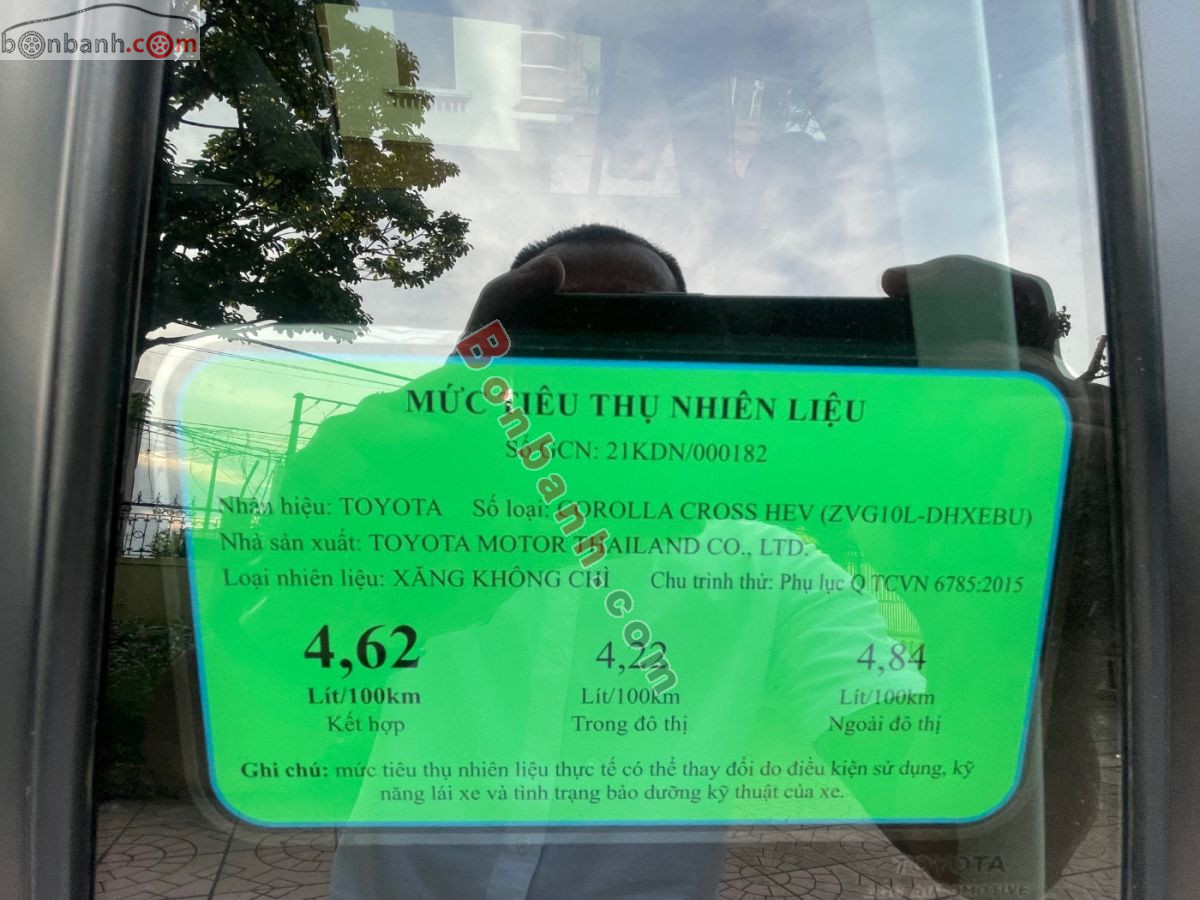 bonbanh.com
MỨC TIÊU THỤ NHIÊN LIỆU
Số GCN: 21KDN/000182
Nhãn hiệu: TOYOTA Số loại: COROLLA CROSS HEV (ZVG10L-DHXEBU)
Nhà sản xuất: TOYOTA MOTOR THAILAND CO., LTD.
Loại nhiên liệu: XĂNG KHÔNG CHÌ Chu trình thử: Phụ lục Q TCVN 6785:2015
4,62 4,22 4,84
Lít/100km Lít/100km Lít/100km
Kết hợp Trong đô thị Ngoài đô thị
Ghi chú: mức tiêu thụ nhiên liệu thực tế có thể thay đổi do điều kiện sử dụng, kỹ
năng lái xe và tình trạng bảo dưỡng kỹ thuật của xe.
Bonbanh.com
TOYOTA
AUTOMOTIVE